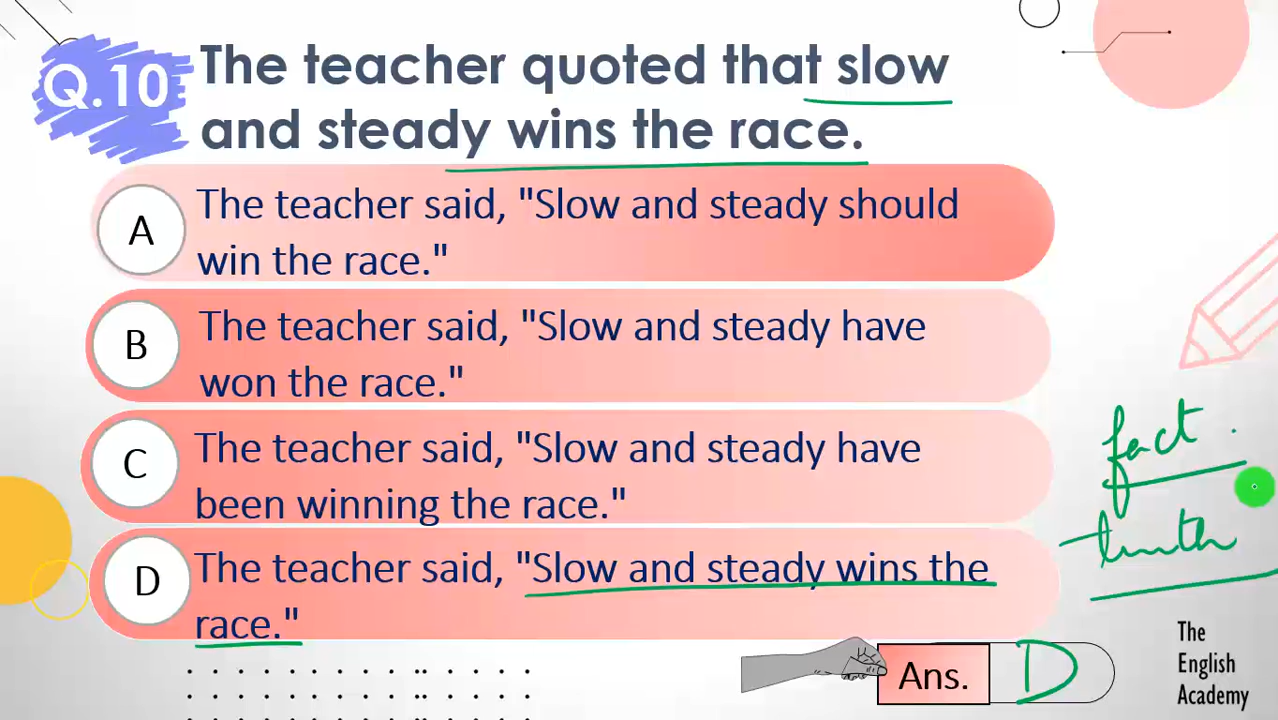 Q.10
The teacher quoted that slow
and steady wins the race.
A
The teacher said, "Slow and steady should
win the race."
B
The teacher said, "Slow and steady have
won the race."
C
The teacher said, "Slow and steady have
been winning the race."
D
The teacher said, "Slow and steady wins the
race."
fact.
truth
Ans. D
The
English
Academy